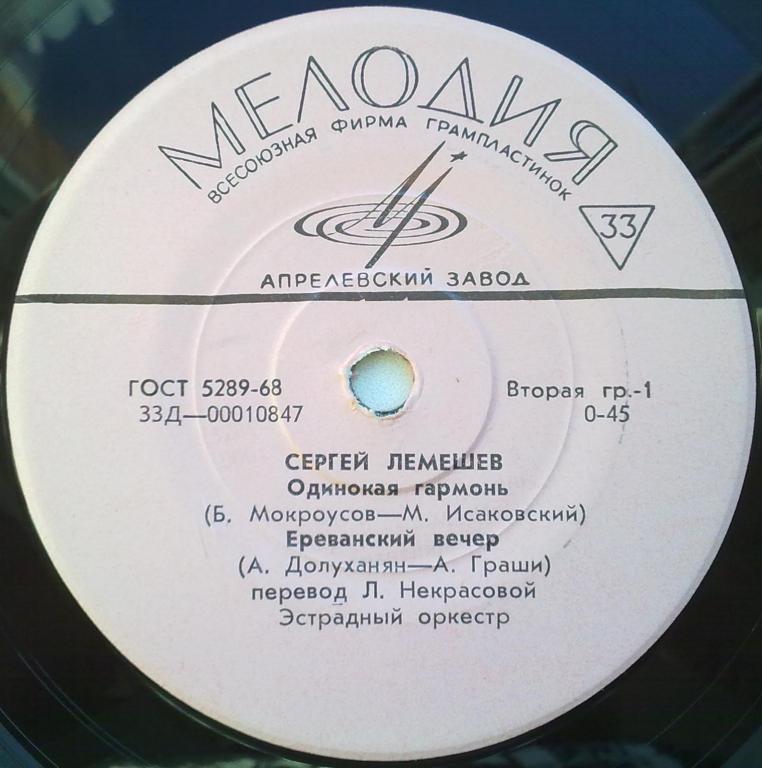 МЕЛОДИЯ
ВСЕСОЮЗНАЯ ФИРМА ГРАМПЛАСТИНОК
33
АПРЕЛЕВСКИЙ ЗАВОД
ГОСТ 5289-68
Вторая гр.-1
33Д—00010847
0-45
СЕРГЕЙ ЛЕМЕШЕВ
Одинокая гармонь
(Б. Мокроусов—М. Исаковский)
Ереванский вечер
(А. Долуханян—А. Граши)
перевод Л. Некрасовой
Эстрадный оркестр